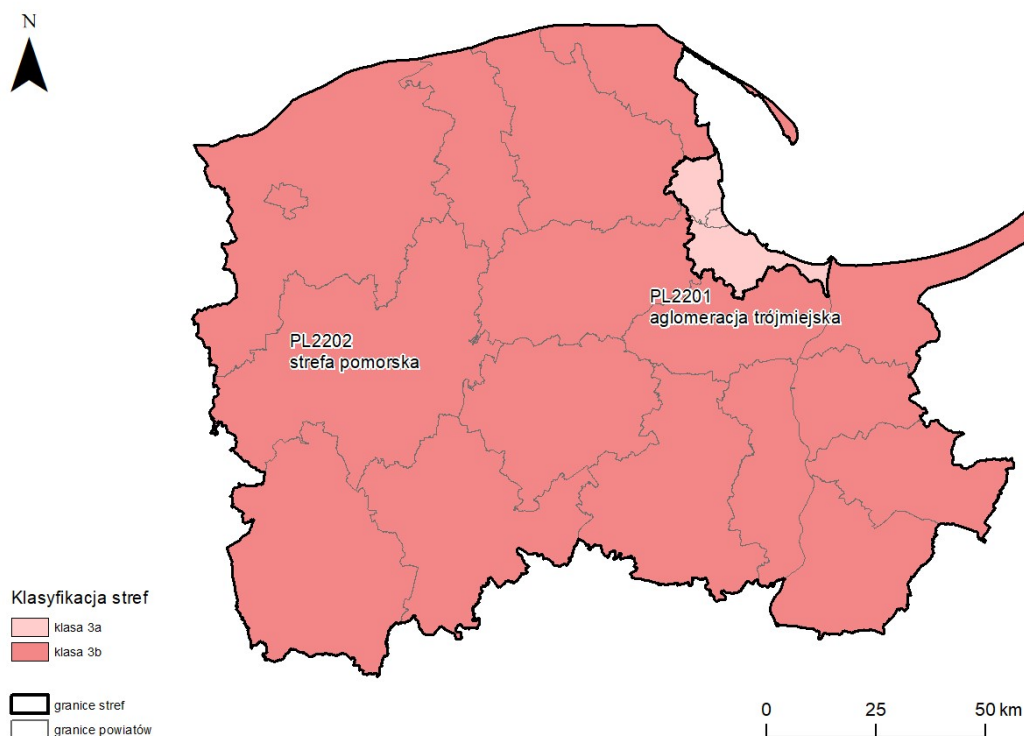 N
PL2201
aglomeracja trójmiejska
PL2202
strefa pomorska
Klasyfikacja stref
klasa 3a
klasa 3b
granice stref
granice powiatów
0 25 50 km